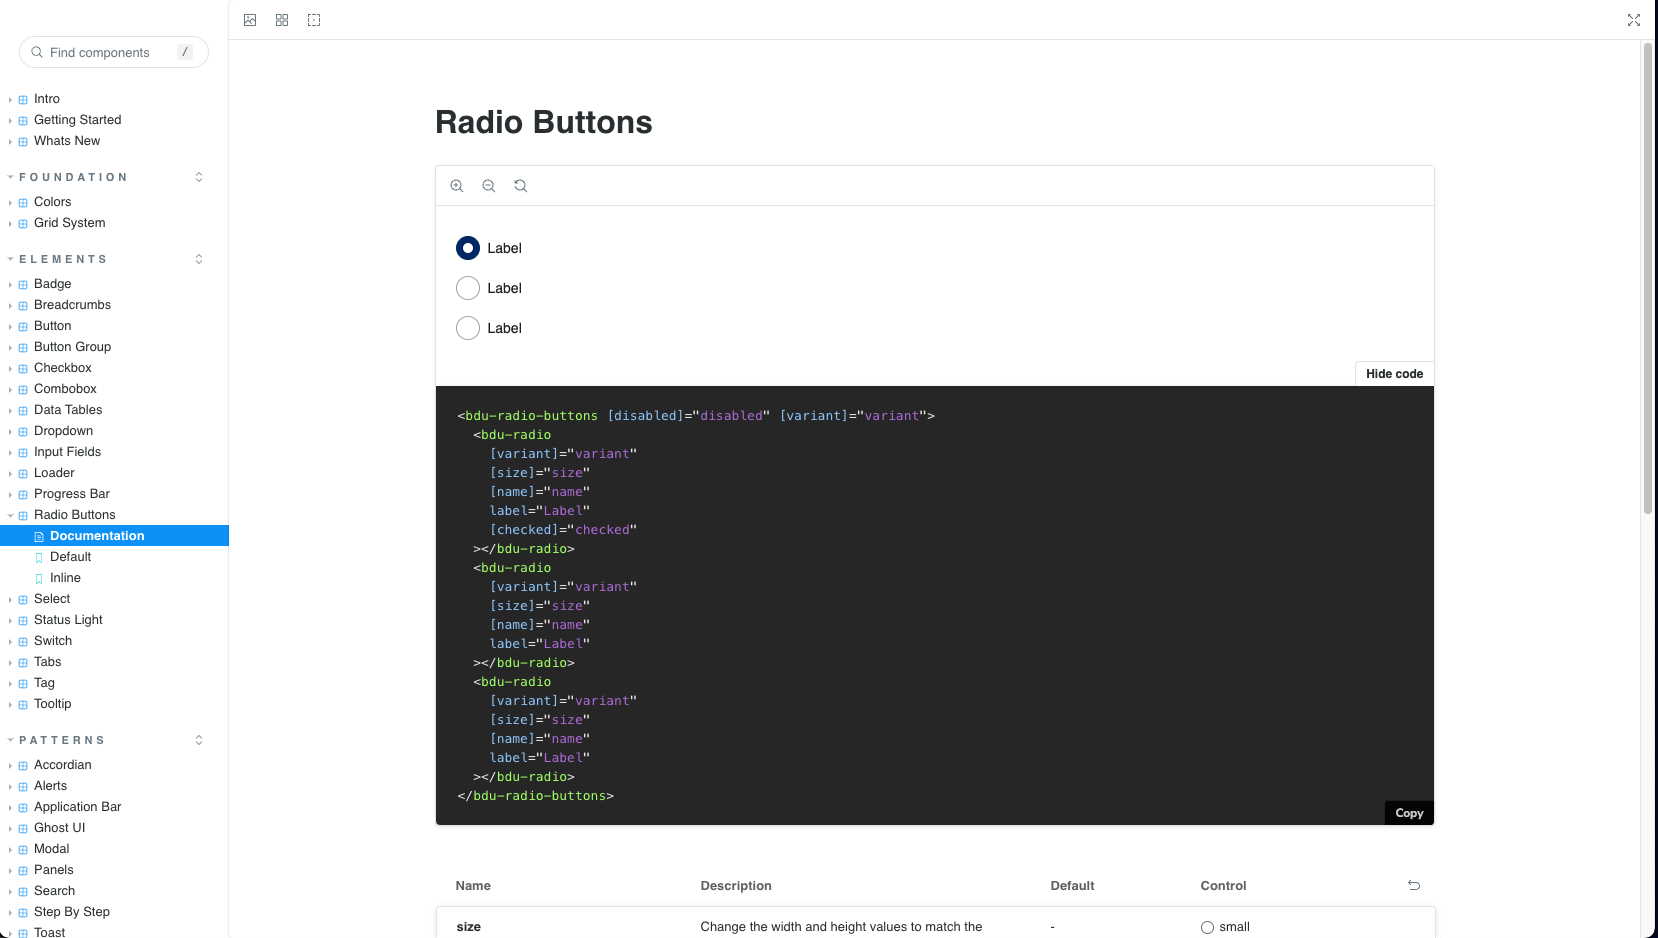 Find components /
Intro
Getting Started
Whats New
FOUNDATION
Colors
Grid System
ELEMENTS
Badge
Breadcrumbs
Button
Button Group
Checkbox
Combobox
Data Tables
Dropdown
Input Fields
Loader
Progress Bar
Radio Buttons
Documentation
Default
Inline
Select
Status Light
Switch
Tabs
Tag
Tooltip
PATTERNS
Accordian
Alerts
Application Bar
Ghost UI
Modal
Panels
Search
Step By Step
Toast
Radio Buttons
Label
Label
Label
Hide code
<bdu-radio-buttons [disabled]="disabled" [variant]="variant">
<bdu-radio
[variant]="variant"
[size]="size"
[name]="name"
label="Label"
[checked]="checked"
></bdu-radio>
<bdu-radio
[variant]="variant"
[size]="size"
[name]="name"
label="Label"
></bdu-radio>
<bdu-radio
[variant]="variant"
[size]="size"
[name]="name"
label="Label"
></bdu-radio>
</bdu-radio-buttons>
Copy
Name Description Default Control
size Change the width and height values to match the - small